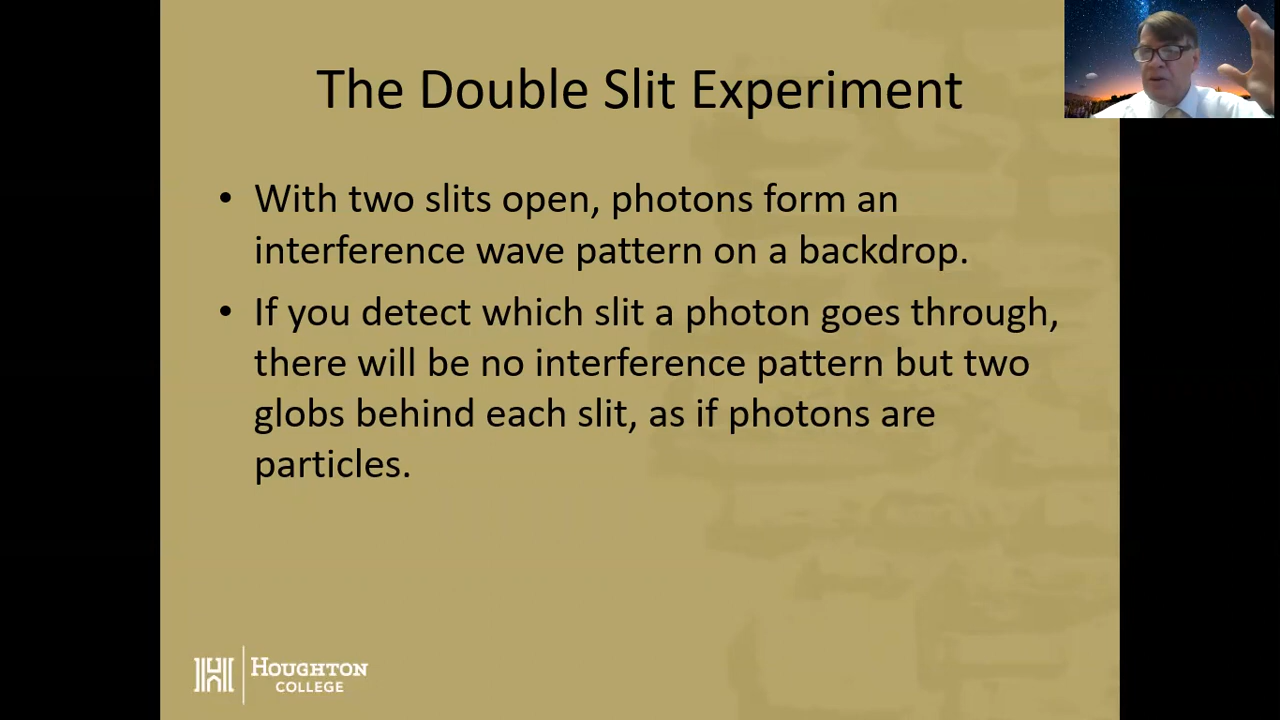 The Double Slit Experiment
• With two slits open, photons form an
interference wave pattern on a backdrop.
• If you detect which slit a photon goes through,
there will be no interference pattern but two
globs behind each slit, as if photons are
particles.
HOUGHTON
COLLEGE